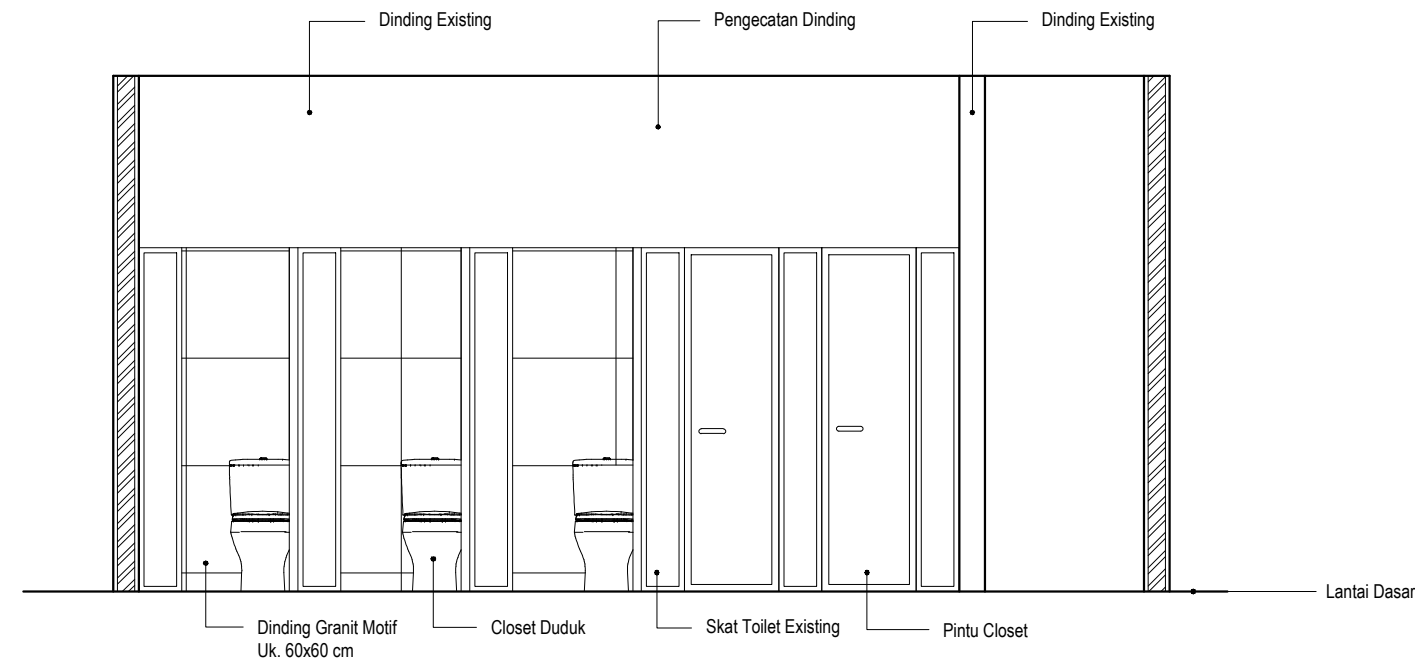 Dinding Existing
Pengecatan Dinding
Dinding Existing
Lantai Dasar
Dinding Granit Motif
Uk. 60x60 cm
Closet Duduk
Skat Toilet Existing
Pintu Closet